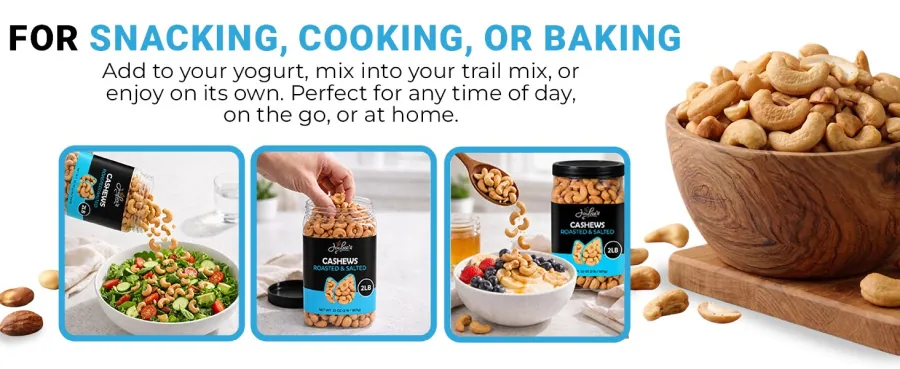 FOR SNACKING, COOKING, OR BAKING
Add to your yogurt, mix into your trail mix, or
enjoy on its own. Perfect for any time of day,
on the go, or at home.
CASHEWS
2LB
CASHEWS
ROASTED & SALTED
2LB
CASHEWS
ROASTED & SALTED
2LB